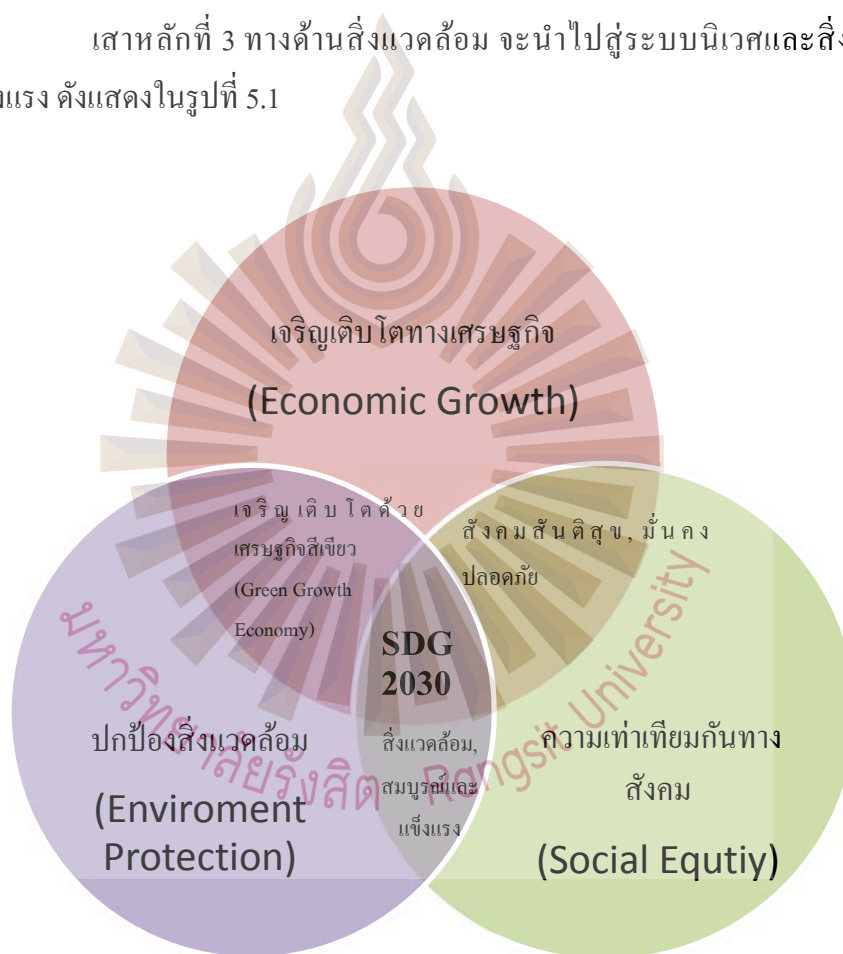 เสาหลักที่ 3 ทางด้านสิ่งแวดล้อม จะนำไปสู่ระบบนิเวศและสิ่ง
แรง ดังแสดงในรูปที่ 5.1
เจริญเติบโตทางเศรษฐกิจ
(Economic Growth)
เจริญเติบโตด้วย
เศรษฐกิจสีเขียว
(Green Growth
Economy)
สังคมสันติสุข, มั่นคง
ปลอดภัย
SDG
2030
ปกป้องสิ่งแวดล้อม
(Enviroment
Protection)
สิ่งแวดล้อม,
สมบูรณ์และ
แข็งแรง
ความเท่าเทียมกันทาง
สังคม
(Social Equtiy)
มหาวิทยาลัยรังสิต Rangsit University